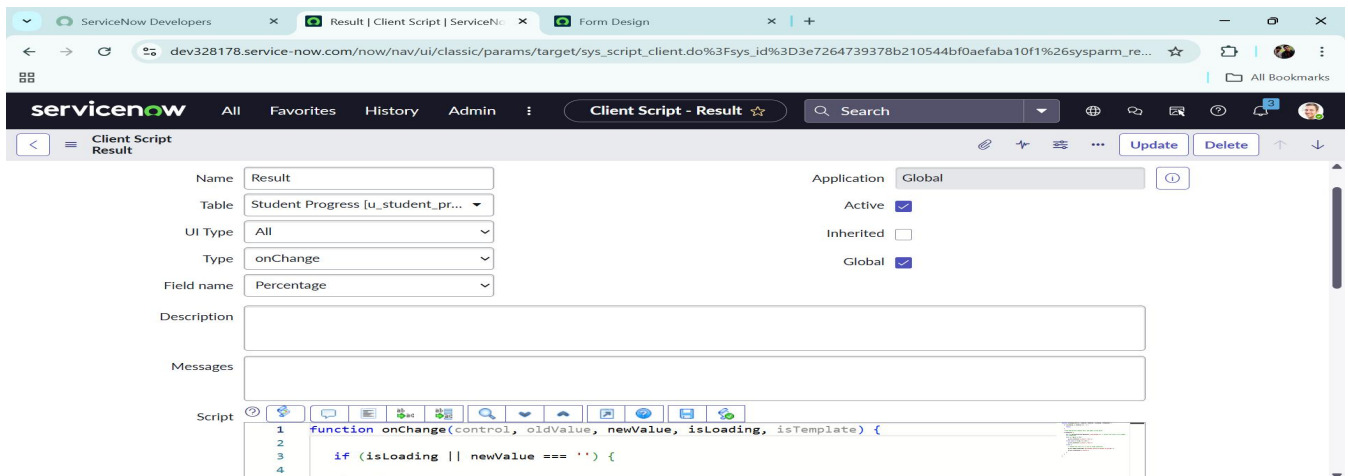 ServiceNow Developers
Result | Client Script | ServiceNo
Form Design
dev328178.service-now.com/now/nav/ui/classic/params/target/sys_script_client.do%3Fsys_id%3D3e7264739378b210544bf0aefaba10f1%26sysparm_re...
All Bookmarks
servicenow All Favorites History Admin Client Script - Result Search 3
Client Script
Result
Update Delete
Name Result Application Global
Table Student Progress [u_student_pr... Active
UI Type All Inherited
Type onChange Global
Field name Percentage
Description
Messages
Script
1 function onChange(control, oldValue, newValue, isLoading, isTemplate) {
2
3 if (isLoading || newValue === '') {
4